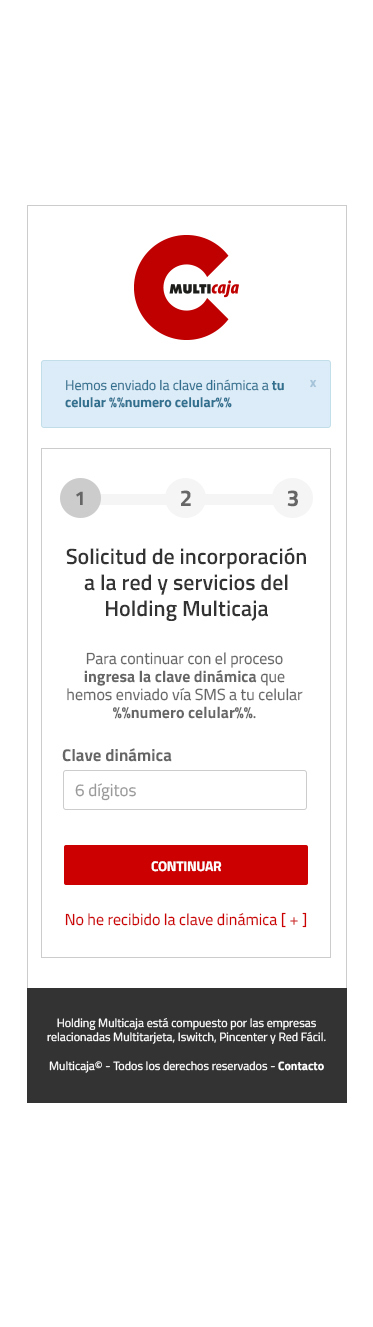 MULTIcaja
Hemos enviado la clave dinámica a tu
celular %%numero celular%%
x
1 2 3
Solicitud de incorporación
a la red y servicios del
Holding Multicaja
Para continuar con el proceso
ingresa la clave dinámica que
hemos enviado vía SMS a tu celular
%%numero celular%%.
Clave dinámica
6 dígitos
CONTINUAR
No he recibido la clave dinámica [ + ]
Holding Multicaja está compuesto por las empresas
relacionadas Multitarjeta, Iswitch, Pincenter y Red Fácil.
Multicaja© - Todos los derechos reservados - Contacto